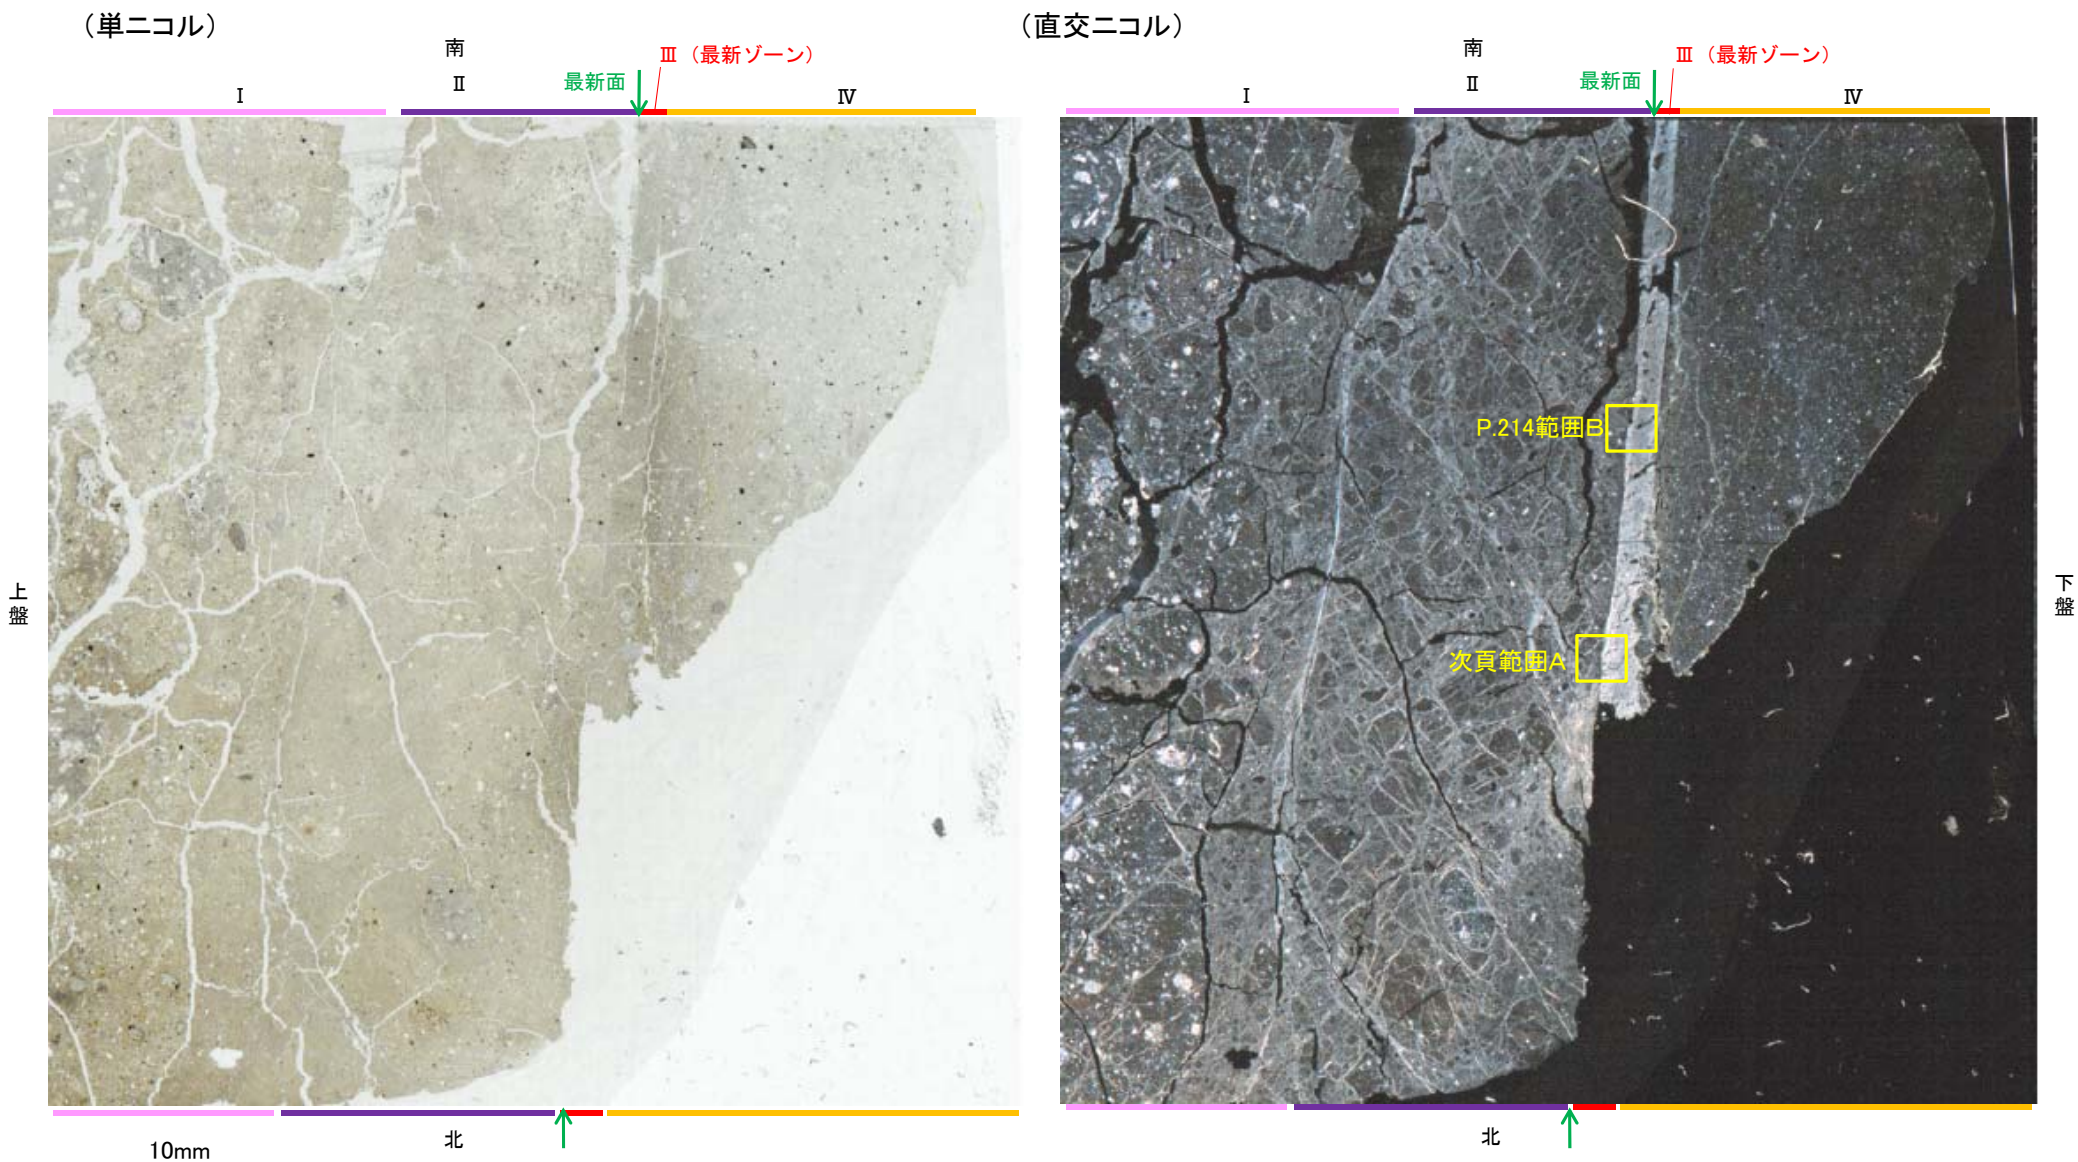 （単ニコル）
南
Ⅲ（最新ゾーン）
Ⅰ
Ⅱ
最新面
Ⅳ
上盤
北
10mm
（直交ニコル）
南
Ⅲ（最新ゾーン）
Ⅰ
Ⅱ
最新面
Ⅳ
P.214範囲B
次頁範囲A
下盤
北